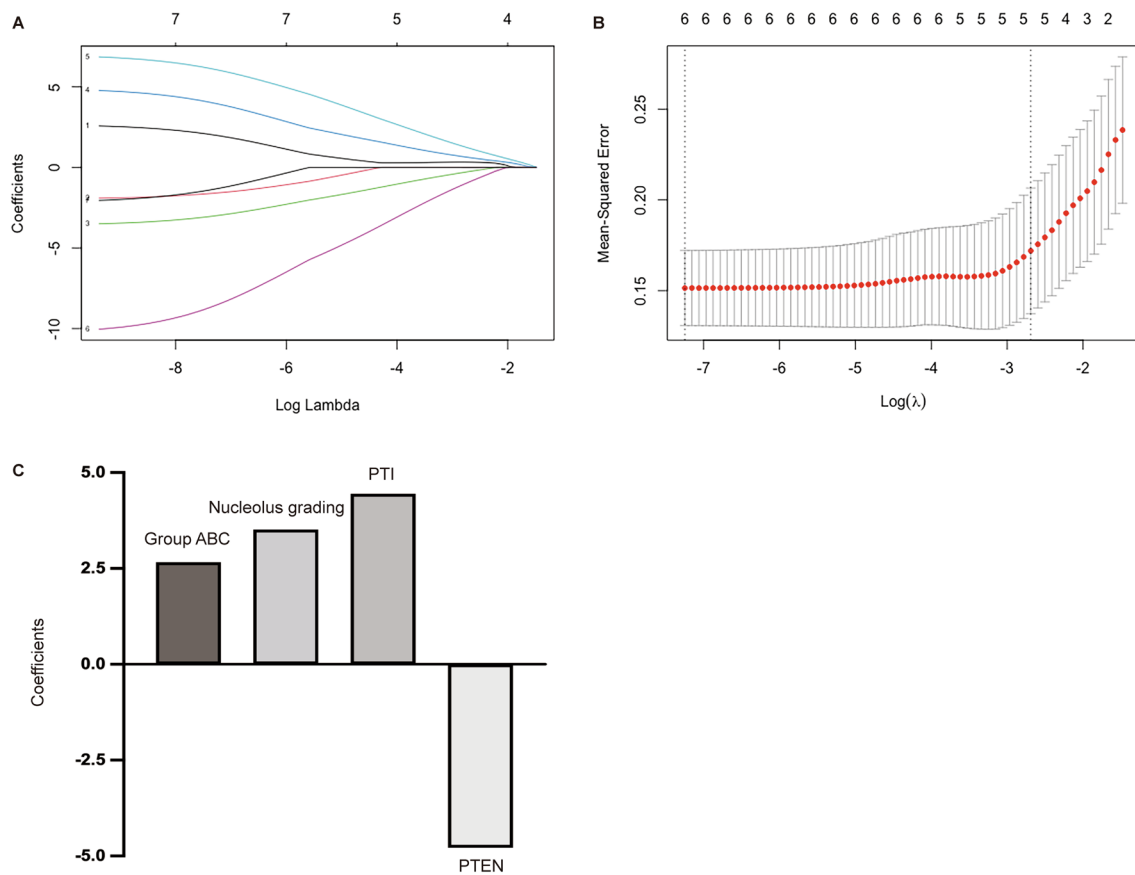 A
7 7 5 4
5
0
-5
-10
Coefficients
5
4
1
3
6
-8 -6 -4 -2
Log Lambda
B
6 6 6 6 6 6 6 6 6 6 6 6 6 5 5 5 5 5 4 3 2
0.25
0.20
0.15
Mean-Squared Error
-7 -6 -5 -4 -3 -2
Log(λ)
C
5.0
2.5
0.0
-2.5
-5.0
Coefficients
Group ABC
Nucleolus grading
PTI
PTEN